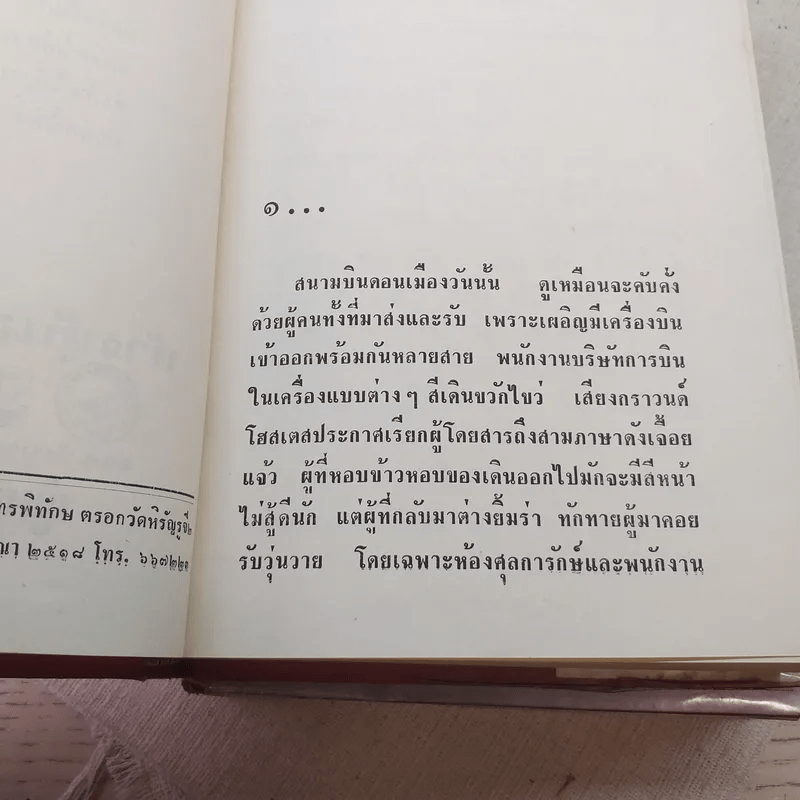 ทรพิทักษ ตรอกวัดหิรัญรูจี
ณา ๒๕๑๘ โทร.
๑...
สนามบินดอนเมืองวันนั้น ดูเหมือนจะคับคั่ง
ด้วยผู้คนทั้งที่มาส่งและรับ เพราะเผอิญมีเครื่องบิน
เข้าออกพร้อมกันหลายสาย พนักงานบริษัทการบิน
ในเครื่องแบบต่าง ๆ สีเดินขวักไขว่ เสียงกราวนด์
โฮสเตสประกาศเรียกผู้โดยสารถึงสามภาษาดังเจื้อย
แจ้ว ผู้ที่หอบข้าวหอบของเดินออกไปมักจะมีสีหน้า
ไม่สู้ดีนัก แต่ผู้ที่กลับมาต่างยิ้มร่า ทักทายผู้มาคอย
รับวุ่นวาย โดยเฉพาะห้องศุลการักษ์และพนักงาน